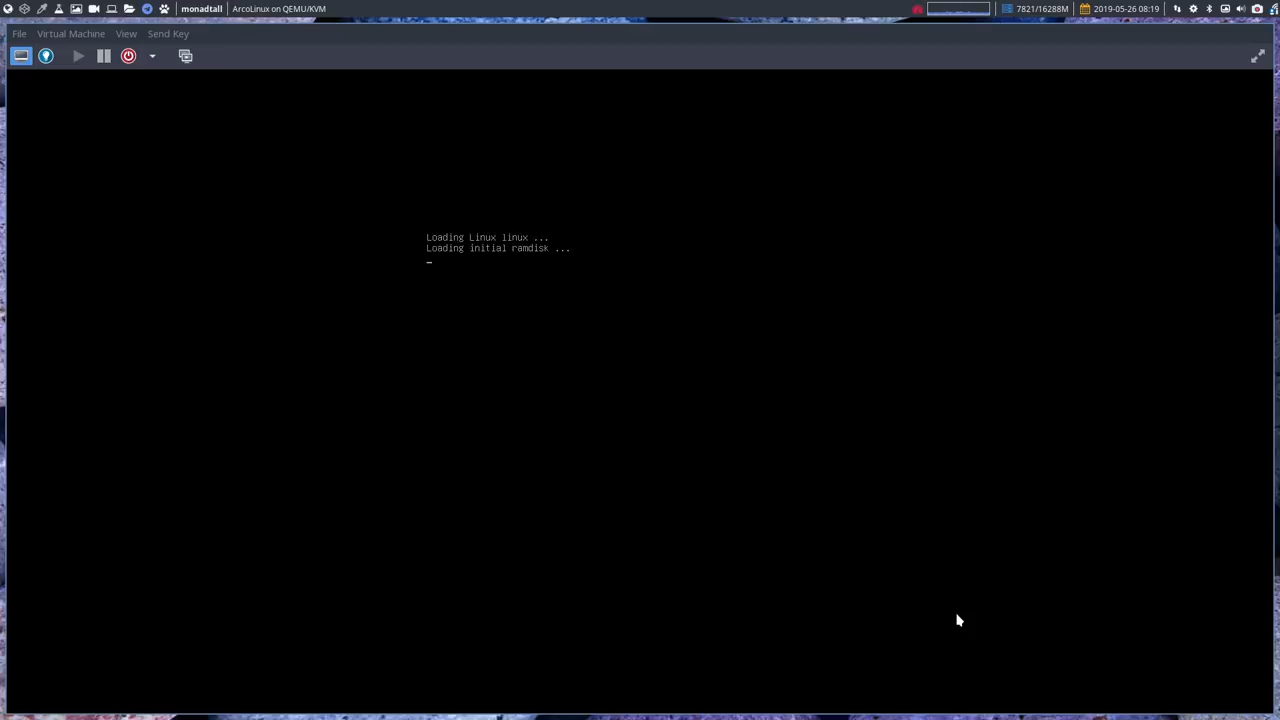 monadtall
ArcoLinux on QEMU/KVM
7821/16288M
2019-05-26 08:19
File Virtual Machine View Send Key
Loading Linux linux ...
Loading initial ramdisk ...